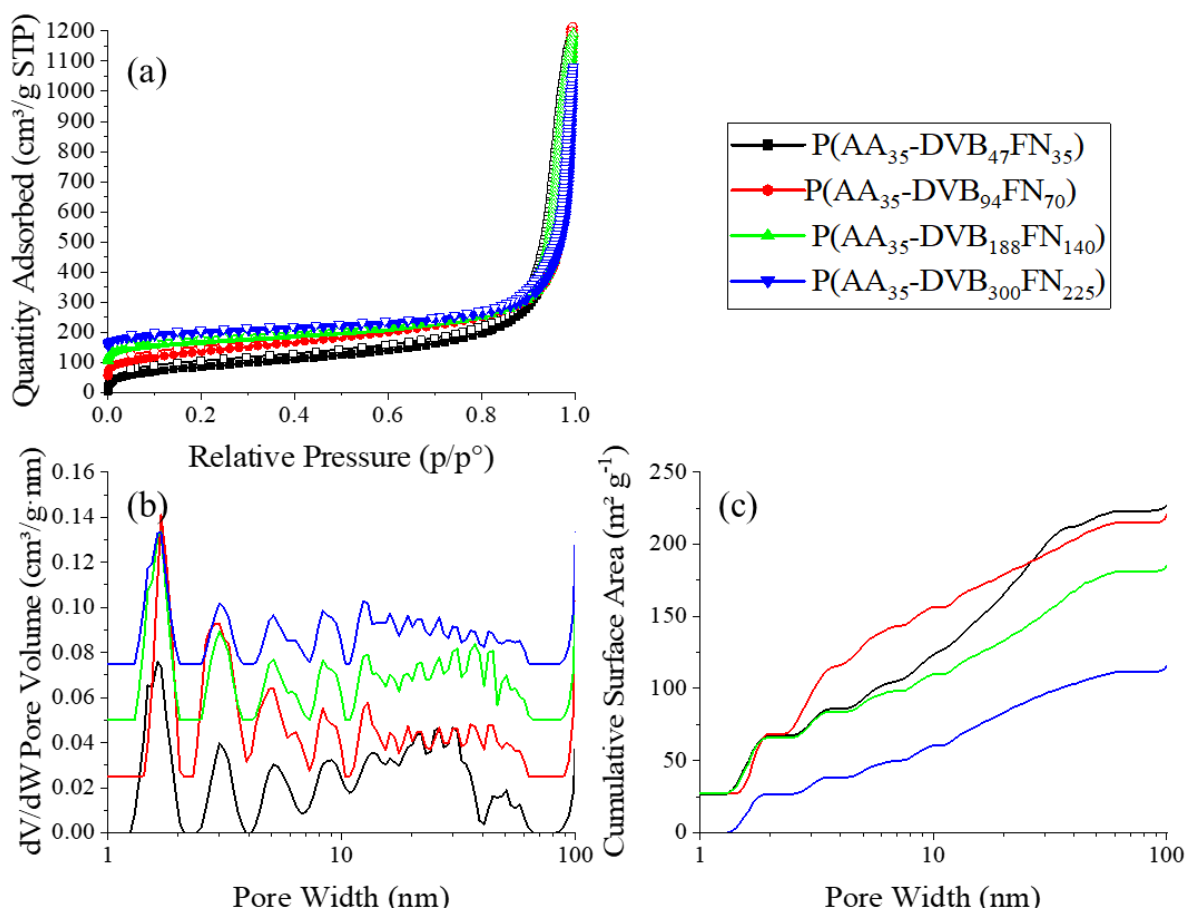 (a)
Quantity Adsorbed (cm³/g STP)
1200
1100
1000
900
800
700
600
500
400
300
200
100
0
0.0 0.2 0.4 0.6 0.8 1.0
Relative Pressure (p/p°)
P(AA₃₅-DVB₄₇FN₃₅)
P(AA₃₅-DVB₉₄FN₇₀)
P(AA₃₅-DVB₁₈₈FN₁₄₀)
P(AA₃₅-DVB₃₀₀FN₂₂₅)
(b)
dV/dW Pore Volume (cm³/g·nm)
0.16
0.14
0.12
0.10
0.08
0.06
0.04
0.02
0.00
1 10 100
Pore Width (nm)
(c)
Cumulative Surface Area (m² g⁻¹)
250
200
150
100
50
0
1 10 100
Pore Width (nm)